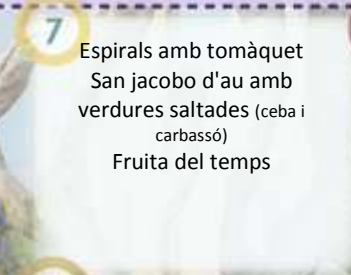 7
Espirals amb tomàquet
San jacobo d'au amb
verdures saltades (ceba i
carbassó)
Fruita del temps